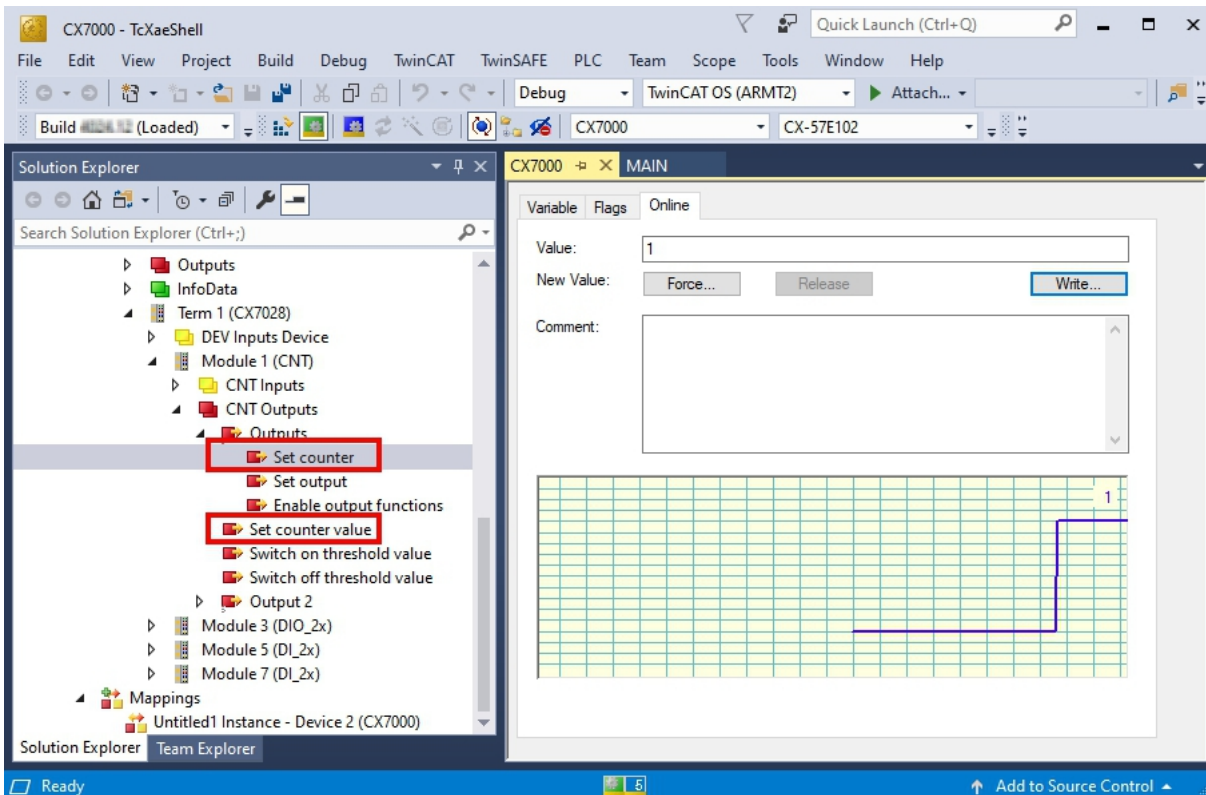 CX7000 - TcXaeShell
Quick Launch (Ctrl+Q)
File Edit View Project Build Debug TwinCAT TwinSAFE PLC Team Scope Tools Window Help
Debug TwinCAT OS (ARMT2) Attach...
Build (Loaded) CX7000 CX-57E102
Solution Explorer
Search Solution Explorer (Ctrl+;)
Outputs
InfoData
Term 1 (CX7028)
DEV Inputs Device
Module 1 (CNT)
CNT Inputs
CNT Outputs
Outputs
Set counter
Set output
Enable output functions
Set counter value
Switch on threshold value
Switch off threshold value
Output 2
Module 3 (DIO_2x)
Module 5 (DI_2x)
Module 7 (DI_2x)
Mappings
Untitled1 Instance - Device 2 (CX7000)
Solution Explorer Team Explorer
CX7000 MAIN
Variable Flags Online
Value: 1
New Value: Force... Release Write...
Comment:
1
Ready 5 Add to Source Control